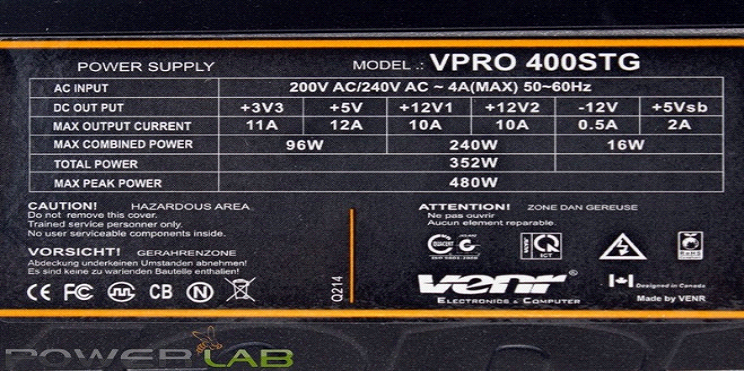 POWER SUPPLY MODEL .: VPRO 400STG
AC INPUT 200V AC/240V AC ~ 4A(MAX) 50~60Hz
DC OUT PUT +3V3 +5V +12V1 +12V2 -12V +5Vsb
MAX OUTPUT CURRENT 11A 12A 10A 10A 0.5A 2A
MAX COMBINED POWER 96W 240W 16W
TOTAL POWER 352W
MAX PEAK POWER 480W
CAUTION! HAZARDOUS AREA
Do not remove this cover.
Trained service personner only.
No user serviceable components inside.
VORSICHT! GERAHRENZONE
Abdeckung underkeinen Umstanden abnehmen!
Es sind keine zu warlenden Bauteile enthalien!
CE FC CB N
Q214
ATTENTION! ZONE DAN GEREUSE
Ne pas ouvrir
Aucun element reparable.
ICT
RoHS
venr®
ELECTRONICS & COMPUTER
Designed in Canada
Made by VENR
POWERLAB